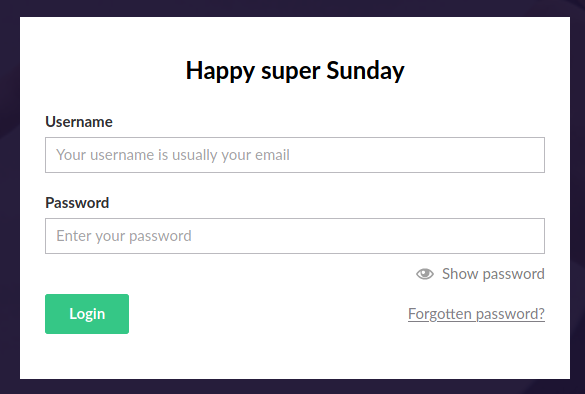 Happy super Sunday
Username
Your username is usually your email
Password
Enter your password
Show password
Login
Forgotten password?